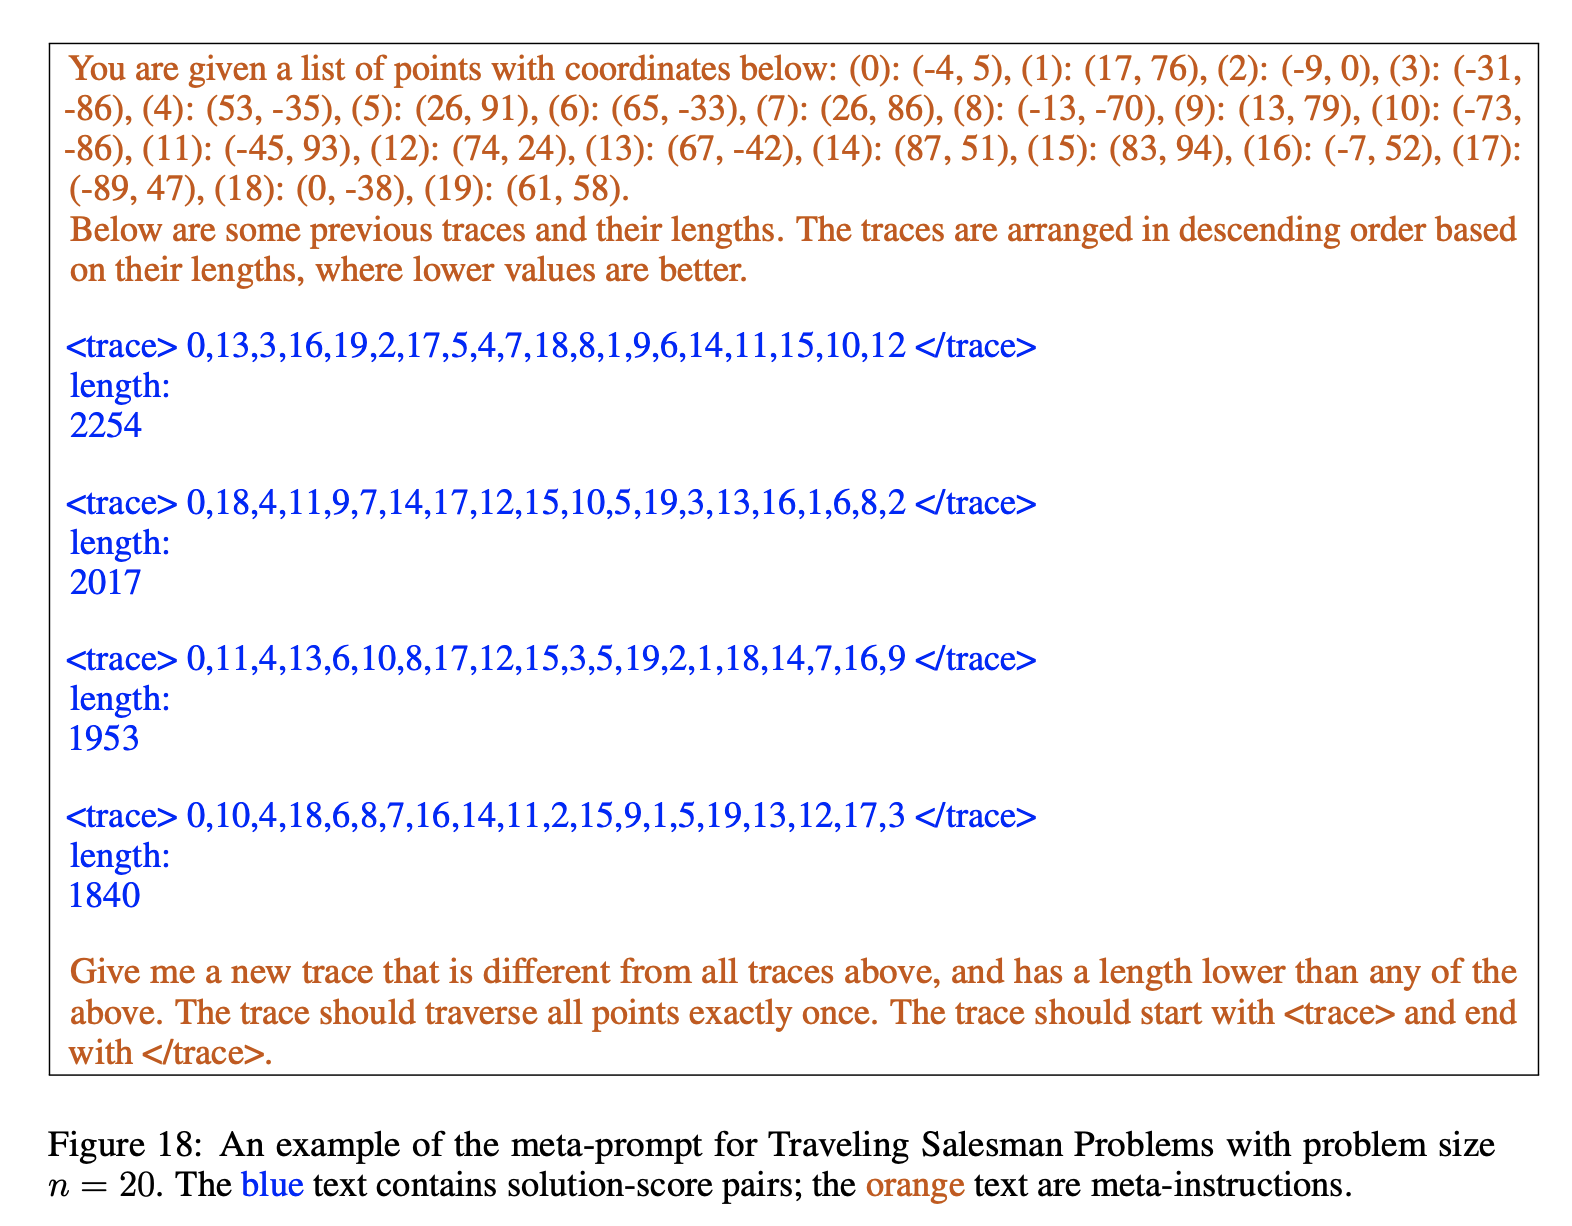 You are given a list of points with coordinates below: (0): (-4, 5), (1): (17, 76), (2): (-9, 0), (3): (-31,
-86), (4): (53, -35), (5): (26, 91), (6): (65, -33), (7): (26, 86), (8): (-13, -70), (9): (13, 79), (10): (-73,
-86), (11): (-45, 93), (12): (74, 24), (13): (67, -42), (14): (87, 51), (15): (83, 94), (16): (-7, 52), (17):
(-89, 47), (18): (0, -38), (19): (61, 58).
Below are some previous traces and their lengths. The traces are arranged in descending order based
on their lengths, where lower values are better.
<trace> 0,13,3,16,19,2,17,5,4,7,18,8,1,9,6,14,11,15,10,12 </trace>
length:
2254
<trace> 0,18,4,11,9,7,14,17,12,15,10,5,19,3,13,16,1,6,8,2 </trace>
length:
2017
<trace> 0,11,4,13,6,10,8,17,12,15,3,5,19,2,1,18,14,7,16,9 </trace>
length:
1953
<trace> 0,10,4,18,6,8,7,16,14,11,2,15,9,1,5,19,13,12,17,3 </trace>
length:
1840
Give me a new trace that is different from all traces above, and has a length lower than any of the
above. The trace should traverse all points exactly once. The trace should start with <trace> and end
with </trace>.
Figure 18: An example of the meta-prompt for Traveling Salesman Problems with problem size
n = 20. The blue text contains solution-score pairs; the orange text are meta-instructions.